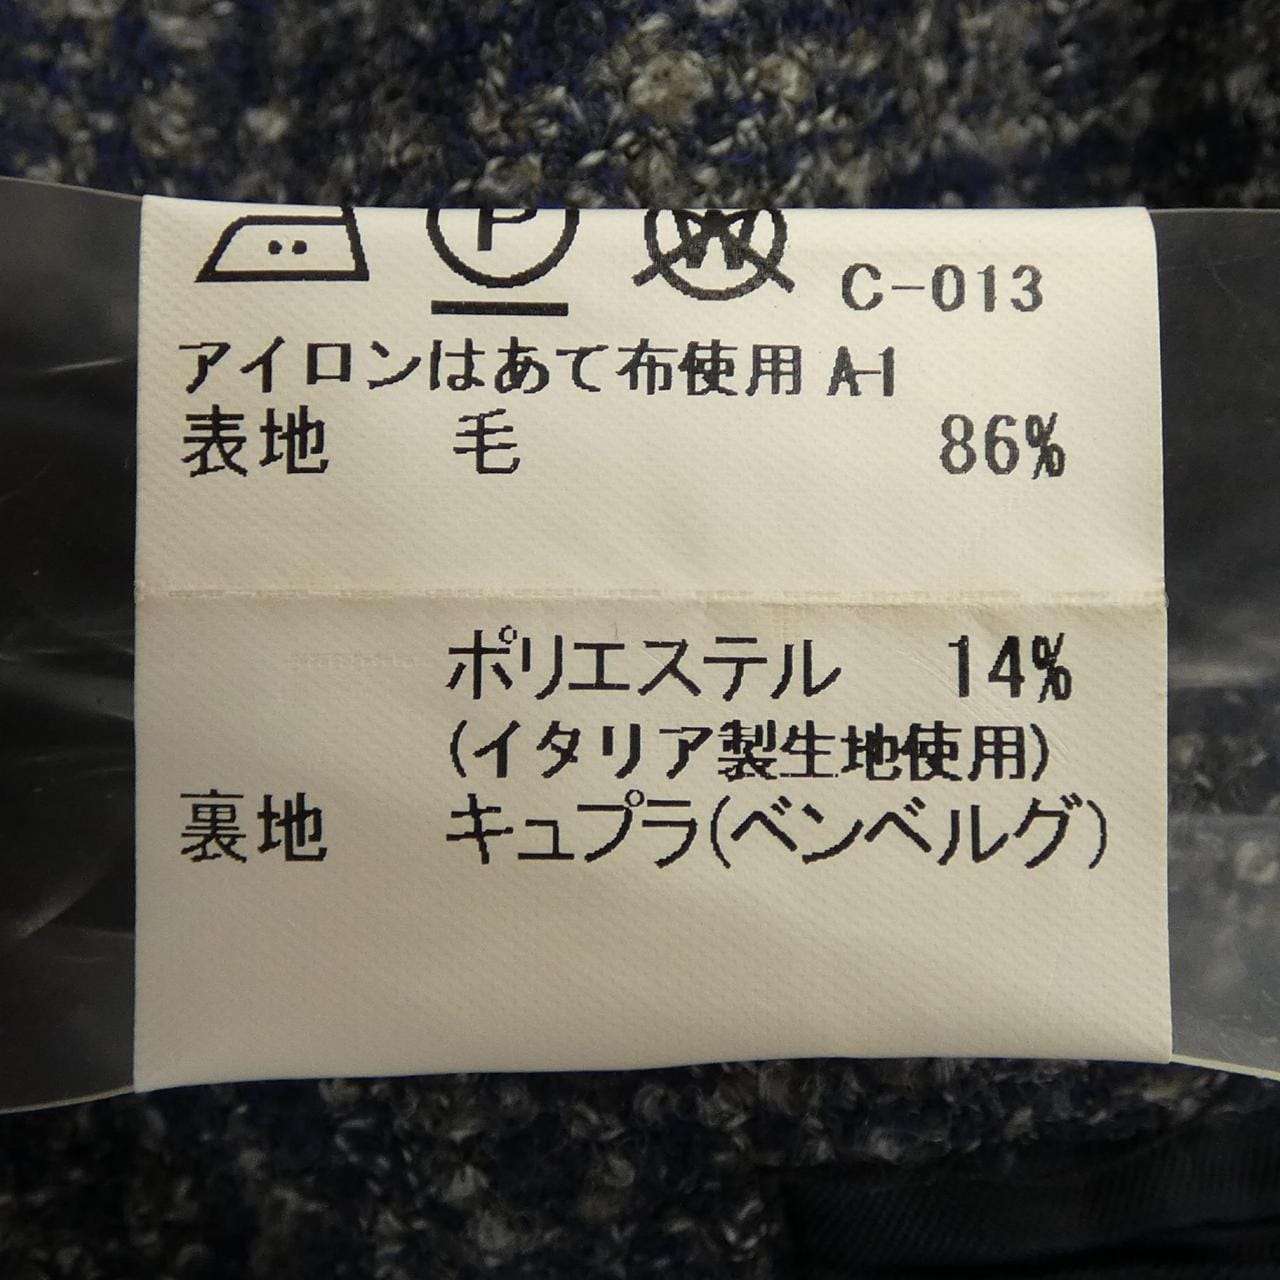 P W C-013
アイロンはあて布使用 A-1
表地 毛 86%
ポリエステル 14%
(イタリア製生地使用)
裏地 キュプラ(ベンベルグ)